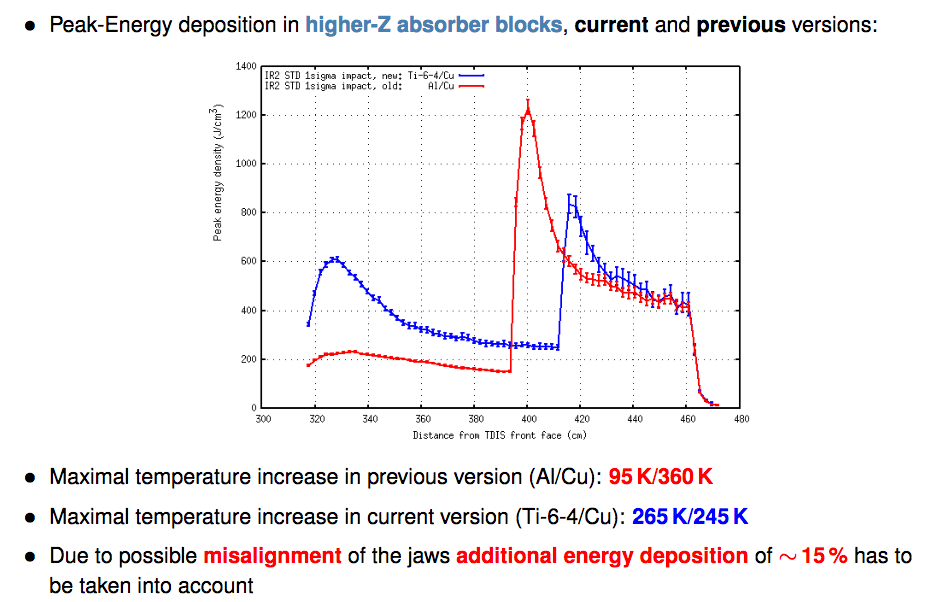 ● Peak-Energy deposition in higher-Z absorber blocks, current and previous versions:
IR2 STD 1sigma impact, new: Ti-6-4/Cu
IR2 STD 1sigma impact, old: Al/Cu
Peak energy density (J/cm³)
1400
1200
1000
800
600
400
200
0
300 320 340 360 380 400 420 440 460 480
Distance from TDIS front face (cm)
● Maximal temperature increase in previous version (Al/Cu): 95 K/360 K
● Maximal temperature increase in current version (Ti-6-4/Cu): 265 K/245 K
● Due to possible misalignment of the jaws additional energy deposition of ∼ 15 % has to
be taken into account